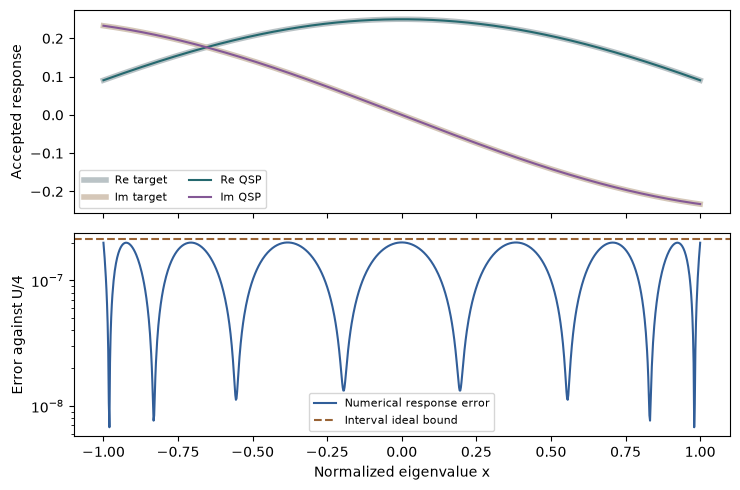 Accepted response
0.2
0.1
0.0
−0.1
−0.2
Re target
Im target
Re QSP
Im QSP
Error against U/4
10⁻⁷
10⁻⁸
Numerical response error
Interval ideal bound
−1.00 −0.75 −0.50 −0.25 0.00 0.25 0.50 0.75 1.00
Normalized eigenvalue x